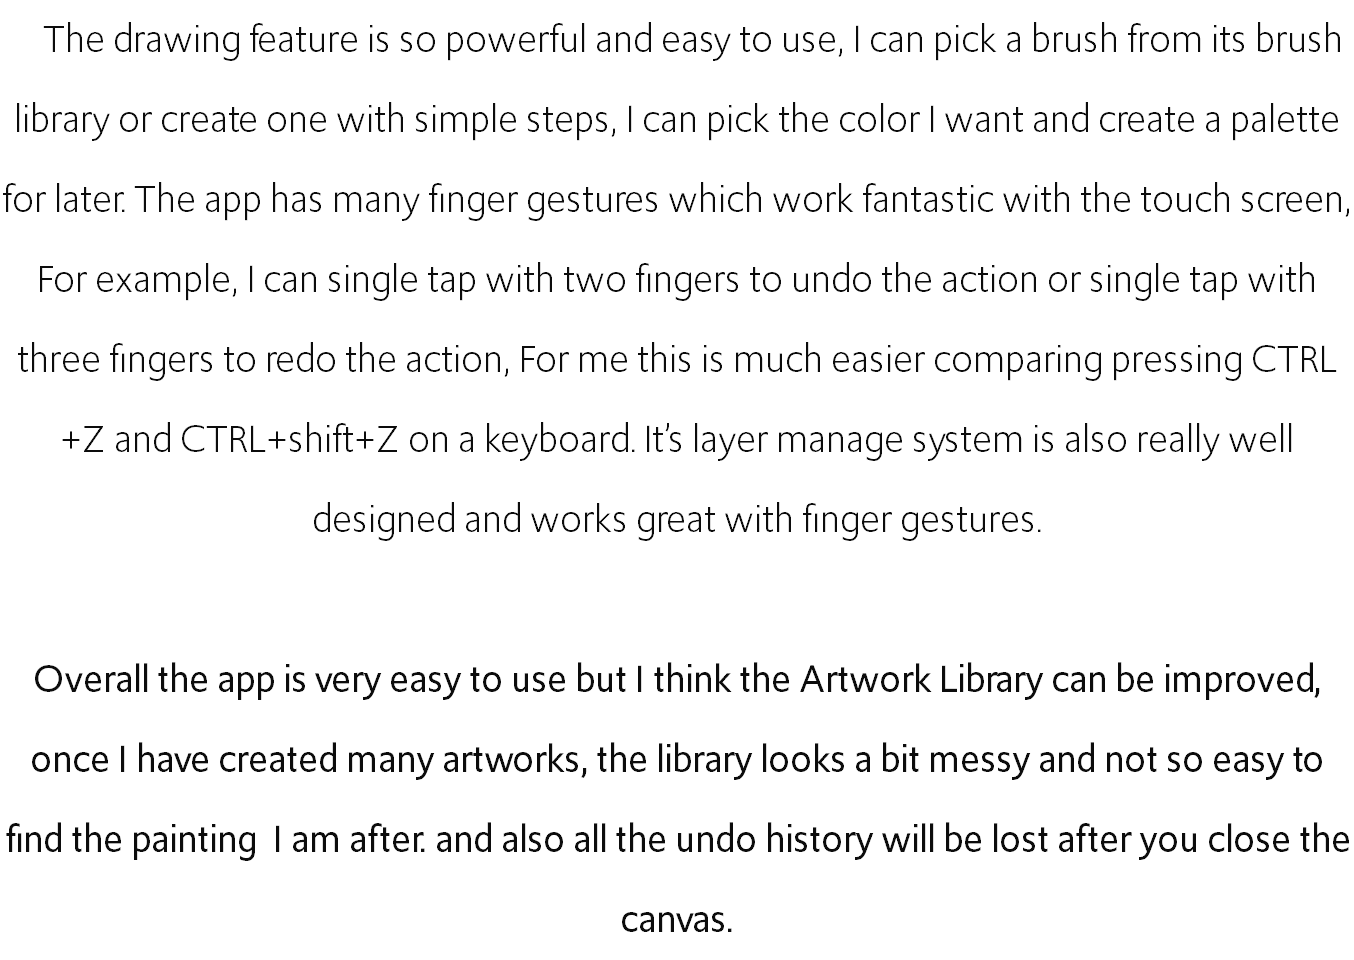 The drawing feature is so powerful and easy to use, I can pick a brush from its brush
library or create one with simple steps, I can pick the color I want and create a palette
for later. The app has many finger gestures which work fantastic with the touch screen,
For example, I can single tap with two fingers to undo the action or single tap with
three fingers to redo the action, For me this is much easier comparing pressing CTRL
+Z and CTRL+shift+Z on a keyboard. It’s layer manage system is also really well
designed and works great with finger gestures.
Overall the app is very easy to use but I think the Artwork Library can be improved,
once I have created many artworks, the library looks a bit messy and not so easy to
find the painting  I am after. and also all the undo history will be lost after you close the
canvas.